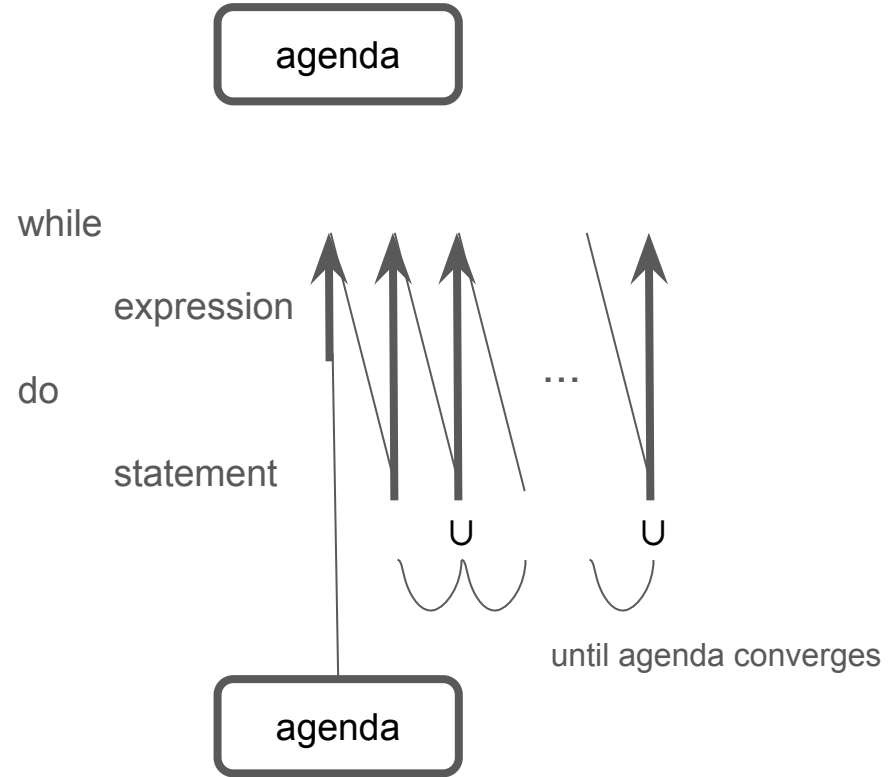 agenda
while
expression
...
do
statement
∪ ∪
until agenda converges
agenda